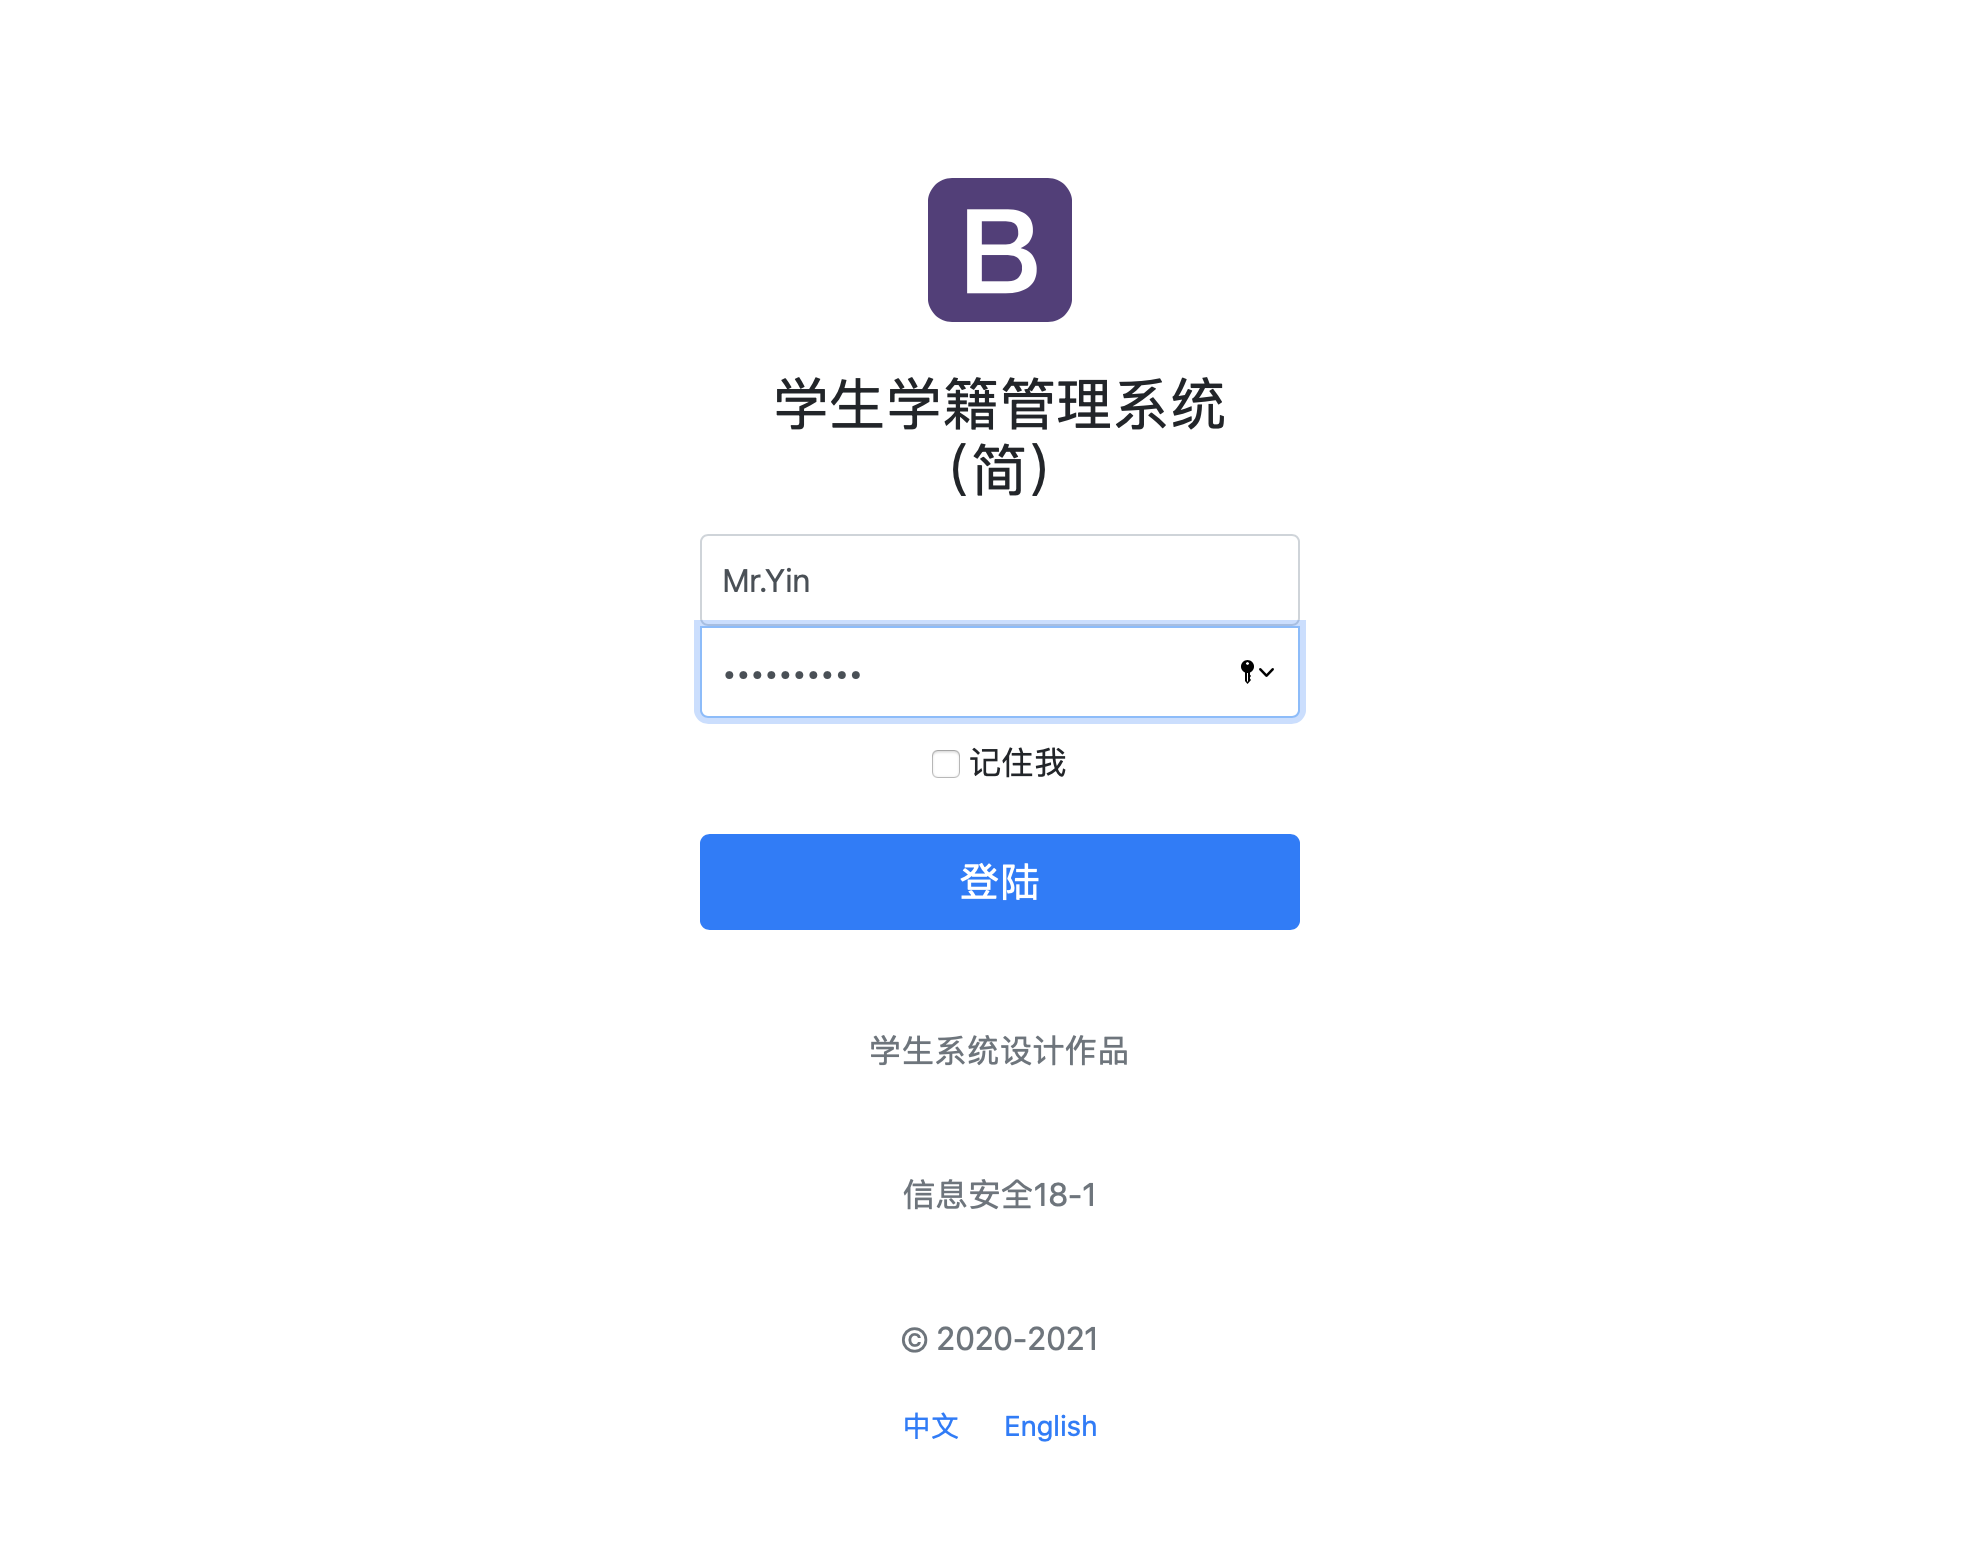 B
学生学籍管理系统
（简）
Mr.Yin
••••••••••
记住我
登陆
学生系统设计作品
信息安全18-1
© 2020-2021
中文 English